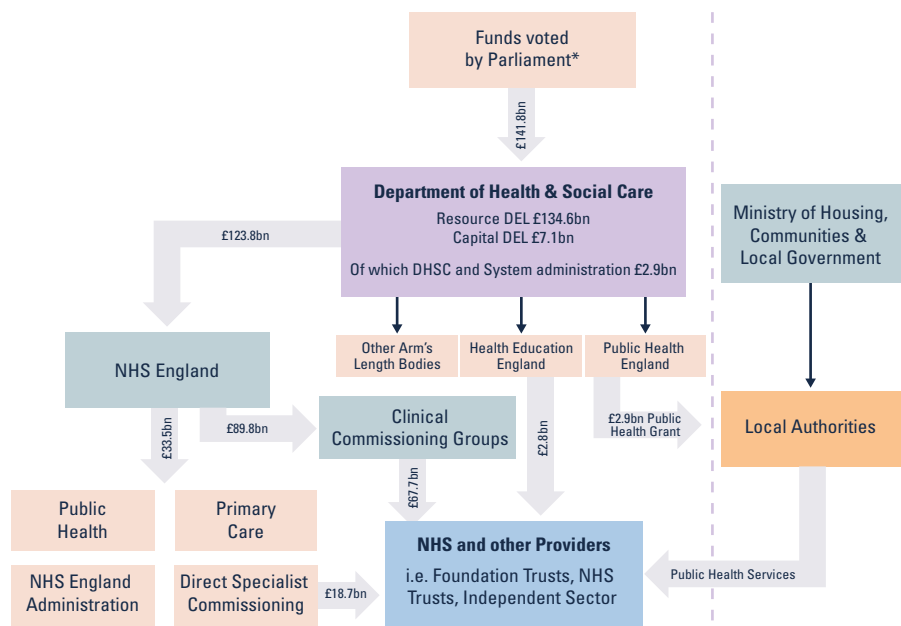 Funds voted
by Parliament*
£141.8bn
Department of Health & Social Care
Resource DEL £134.6bn
Capital DEL £7.1bn
Of which DHSC and System administration £2.9bn
Ministry of Housing,
Communities &
Local Government
£123.8bn
Other Arm's
Length Bodies
Health Education
England
Public Health
England
NHS England
£33.5bn
£89.8bn
Clinical
Commissioning Groups
£67.7bn
£2.8bn
£2.9bn Public
Health Grant
Local Authorities
Public
Health
Primary
Care
NHS England
Administration
Direct Specialist
Commissioning
£18.7bn
NHS and other Providers
i.e. Foundation Trusts, NHS
Trusts, Independent Sector
Public Health Services